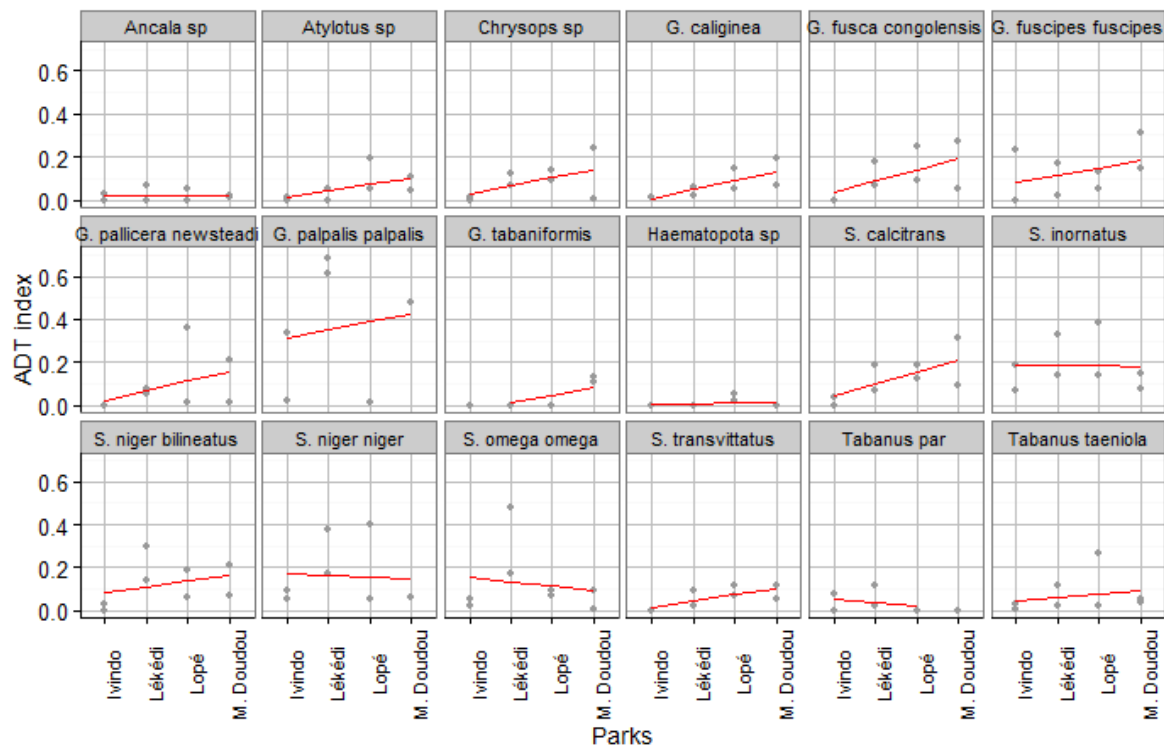 Ancala sp Atylotus sp Chrysops sp G. caliginea G. fusca congolensis G. fuscipes fuscipes
0.6
0.4
0.2
0.0
G. pallicera newsteadi G. palpalis palpalis G. tabaniformis Haematopota sp S. calcitrans S. inornatus
0.6
0.4
0.2
0.0
ADT index
S. niger bilineatus S. niger niger S. omega omega S. transvittatus Tabanus par Tabanus taeniola
0.6
0.4
0.2
0.0
Ivindo Lékédi Lopé M. Doudou Ivindo Lékédi Lopé M. Doudou Ivindo Lékédi Lopé M. Doudou Ivindo Lékédi Lopé M. Doudou Ivindo Lékédi Lopé M. Doudou Ivindo Lékédi Lopé M. Doudou
Parks